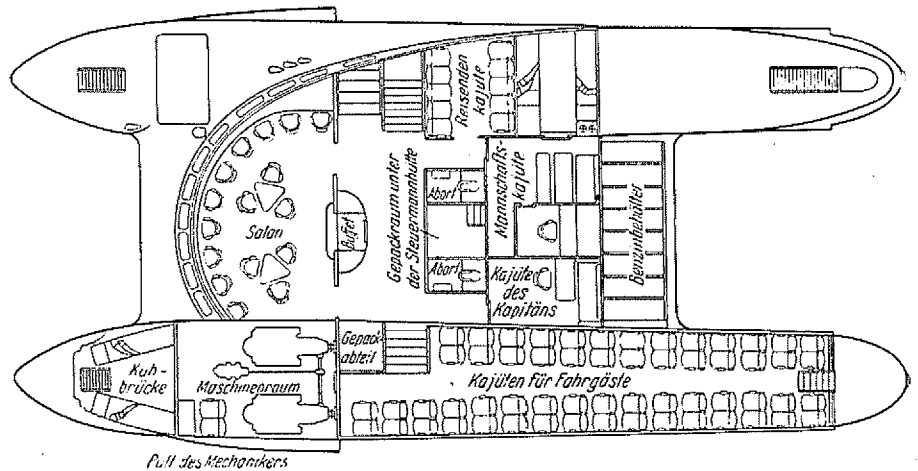 Reisenden
kajüte
Gepäckraum unter
der Steuermannhütte
Abort
Mannschafts-
kajüte
Salon
Büfet
Abort
Kajüte
des
Kapitäns
Benzinbehälter
Kuh-
brücke
Maschinenraum
Gepäck
abteil
Kajüten für Fahrgäste
Pult des Mechanikers